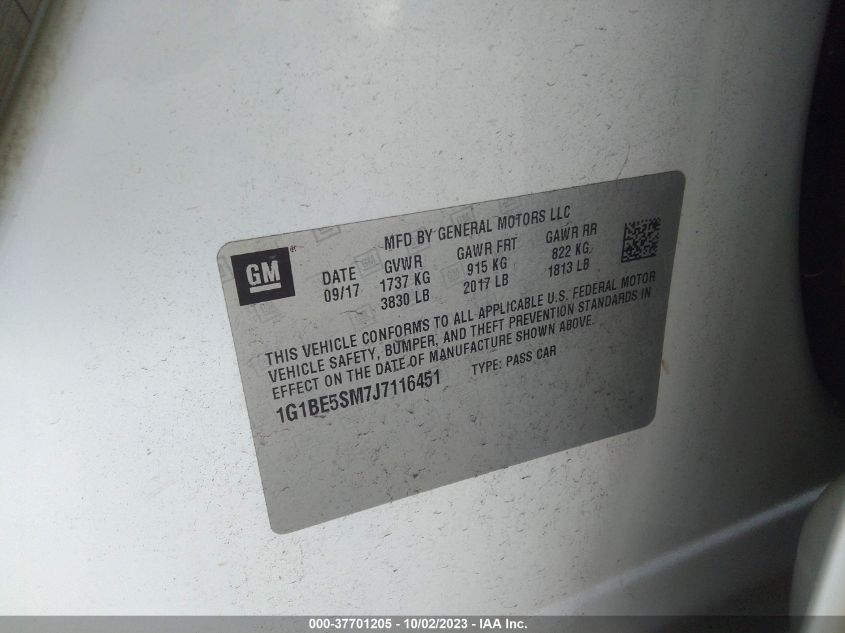 MFD BY GENERAL MOTORS LLC
GM
DATE GVWR GAWR FRT GAWR RR
09/17 1737 KG 915 KG 822 KG
3830 LB 2017 LB 1813 LB
THIS VEHICLE CONFORMS TO ALL APPLICABLE U.S. FEDERAL MOTOR
VEHICLE SAFETY, BUMPER, AND THEFT PREVENTION STANDARDS IN
EFFECT ON THE DATE OF MANUFACTURE SHOWN ABOVE.
1G1BE5SM7J7116451 TYPE: PASS CAR
000-37701205 - 10/02/2023 - IAA Inc.